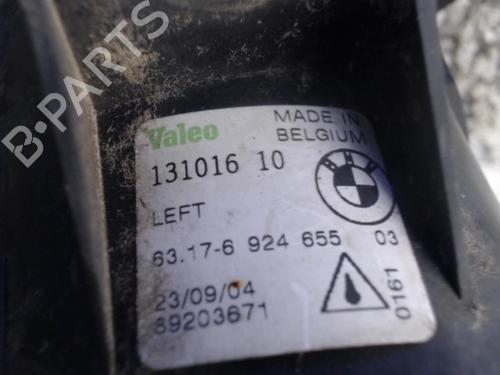 Valeo
MADE IN
BELGIUM
131016 10
BMW
LEFT
63.17-6 924 655 03
23/09/04
89203671
0161
B-PARTS